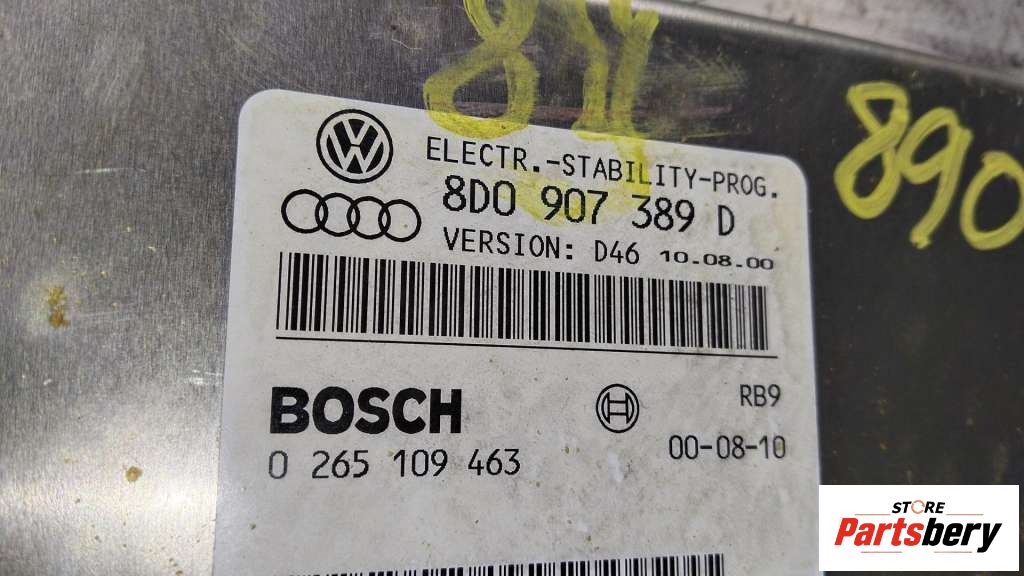 890
ELECTR.-STABILITY-PROG.
8D0 907 389 D
VERSION: D46 10.08.00
BOSCH
RB9
0 265 109 463
00-08-10
STORE
Partsbery